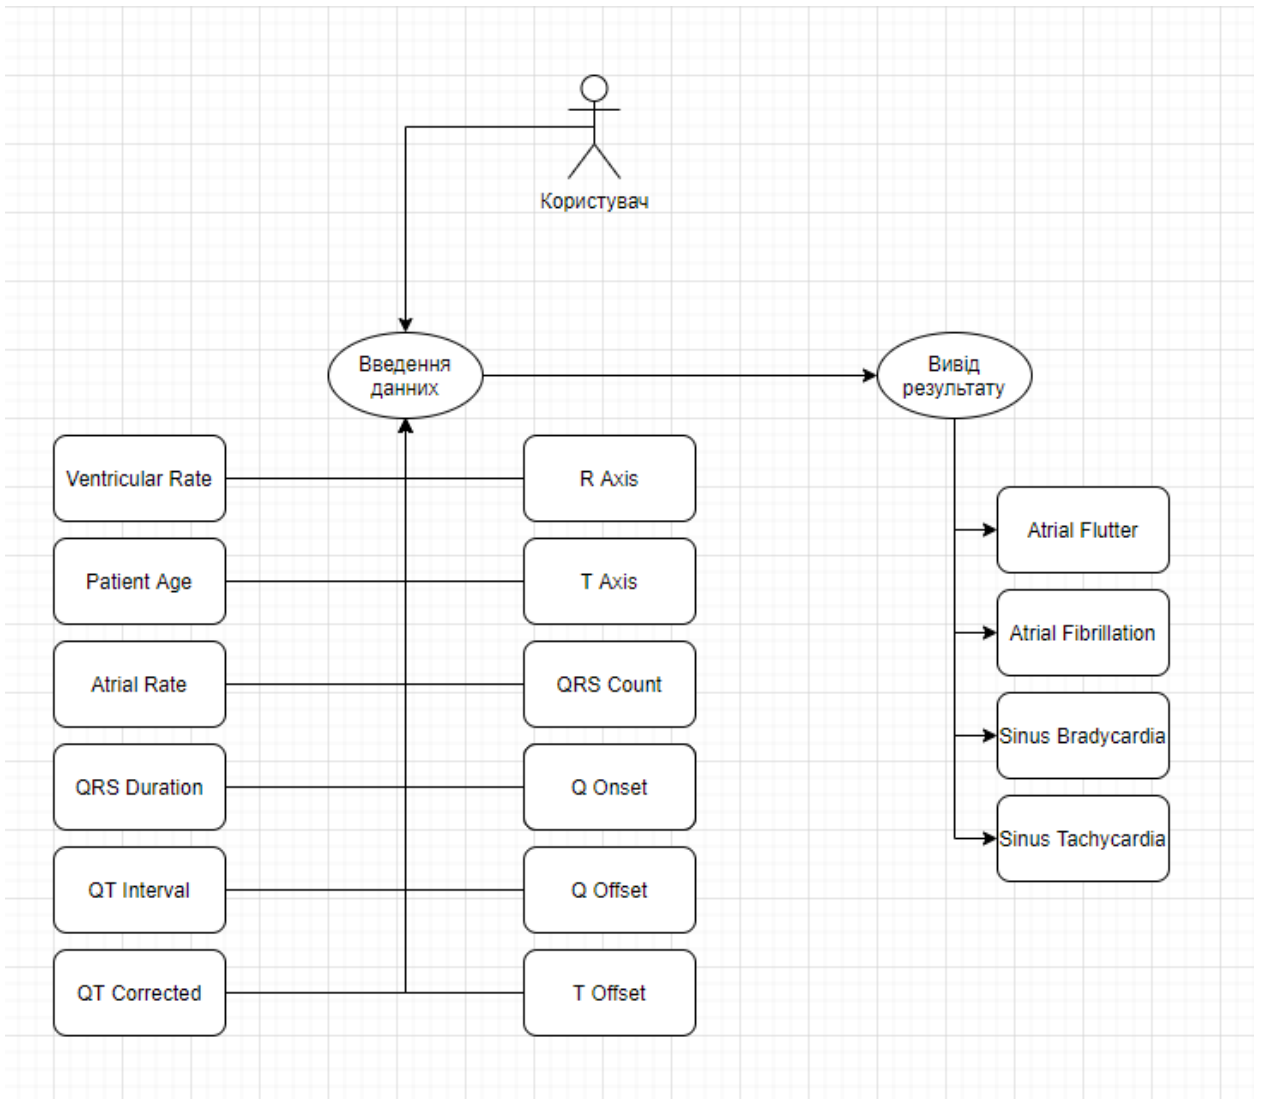 Користувач
Введення
данних
Вивід
результату
Ventricular Rate
R Axis
Patient Age
T Axis
Atrial Rate
QRS Count
QRS Duration
Q Onset
QT Interval
Q Offset
QT Corrected
T Offset
Atrial Flutter
Atrial Fibrillation
Sinus Bradycardia
Sinus Tachycardia